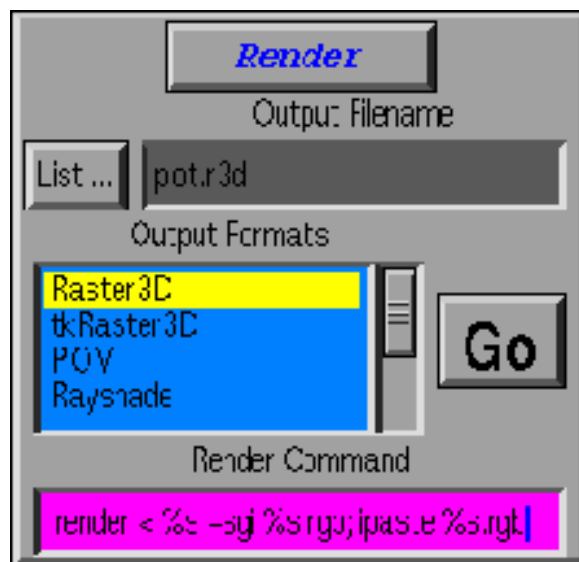 Render
Output Filename
List ...
pot.r3d
Output Formats
Raster3D
tkRaster3D
POV
Rayshade
Go
Render Command
render < %s -sgi %s.rgb; ipaste %s.rgb